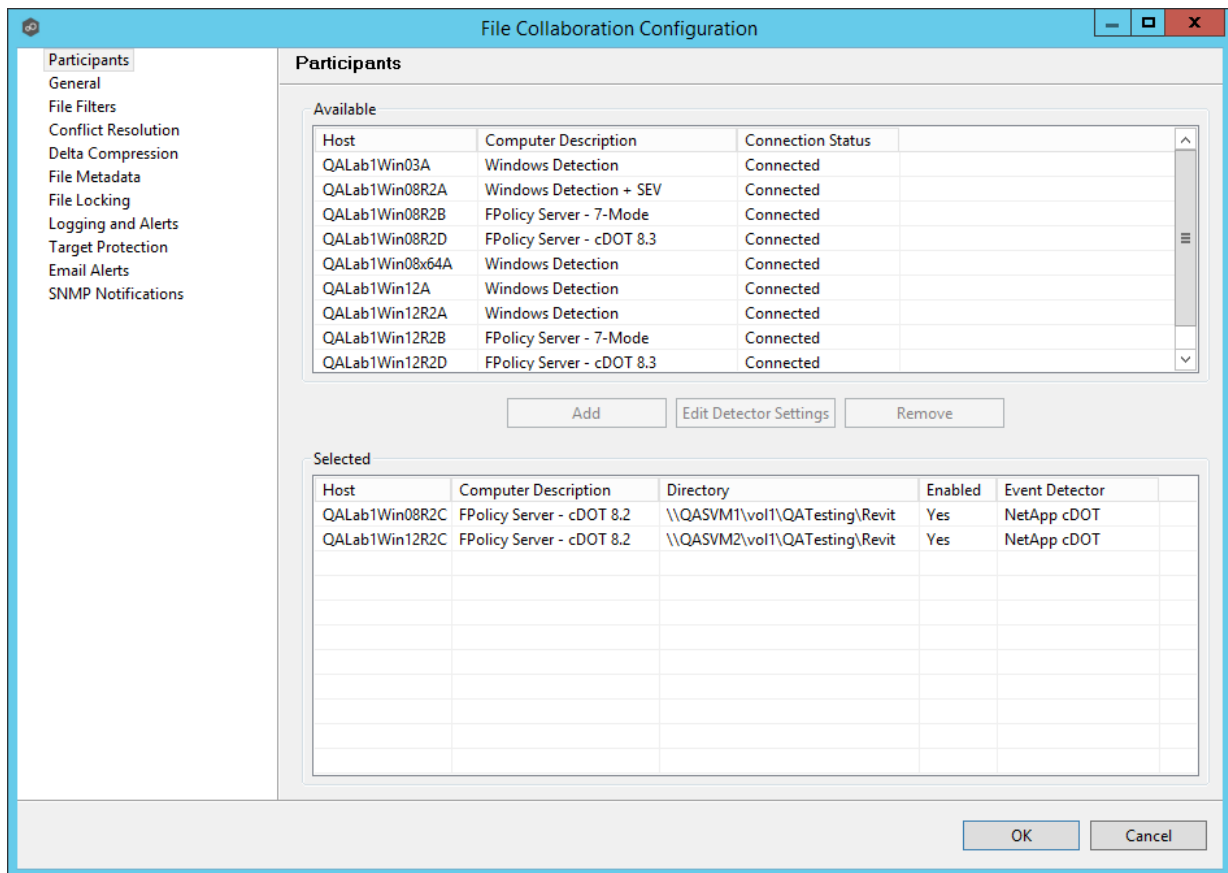 File Collaboration Configuration
Participants
General
File Filters
Conflict Resolution
Delta Compression
File Metadata
File Locking
Logging and Alerts
Target Protection
Email Alerts
SNMP Notifications
Participants
Available
Host Computer Description Connection Status
QALab1Win03A Windows Detection Connected
QALab1Win08R2A Windows Detection + SEV Connected
QALab1Win08R2B FPolicy Server - 7-Mode Connected
QALab1Win08R2D FPolicy Server - cDOT 8.3 Connected
QALab1Win08x64A Windows Detection Connected
QALab1Win12A Windows Detection Connected
QALab1Win12R2A Windows Detection Connected
QALab1Win12R2B FPolicy Server - 7-Mode Connected
QALab1Win12R2D FPolicy Server - cDOT 8.3 Connected
Add Edit Detector Settings Remove
Selected
Host Computer Description Directory Enabled Event Detector
QALab1Win08R2C FPolicy Server - cDOT 8.2 \\QASVM1\vol1\QATesting\Revit Yes NetApp cDOT
QALab1Win12R2C FPolicy Server - cDOT 8.2 \\QASVM2\vol1\QATesting\Revit Yes NetApp cDOT
OK Cancel